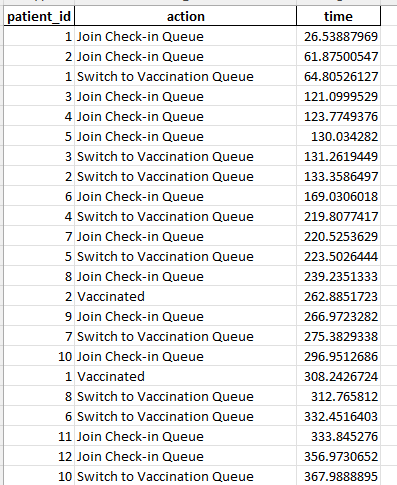 patient_id action time
1 Join Check-in Queue 26.53887969
2 Join Check-in Queue 61.87500547
1 Switch to Vaccination Queue 64.80526127
3 Join Check-in Queue 121.0999529
4 Join Check-in Queue 123.7749376
5 Join Check-in Queue 130.034282
3 Switch to Vaccination Queue 131.2619449
2 Switch to Vaccination Queue 133.3586497
6 Join Check-in Queue 169.0306018
4 Switch to Vaccination Queue 219.8077417
7 Join Check-in Queue 220.5253629
5 Switch to Vaccination Queue 223.5026444
8 Join Check-in Queue 239.2351333
2 Vaccinated 262.8851723
9 Join Check-in Queue 266.9723282
7 Switch to Vaccination Queue 275.3829338
10 Join Check-in Queue 296.9512686
1 Vaccinated 308.2426724
8 Switch to Vaccination Queue 312.765812
6 Switch to Vaccination Queue 332.4516403
11 Join Check-in Queue 333.845276
12 Join Check-in Queue 356.9730652
10 Switch to Vaccination Queue 367.9888895